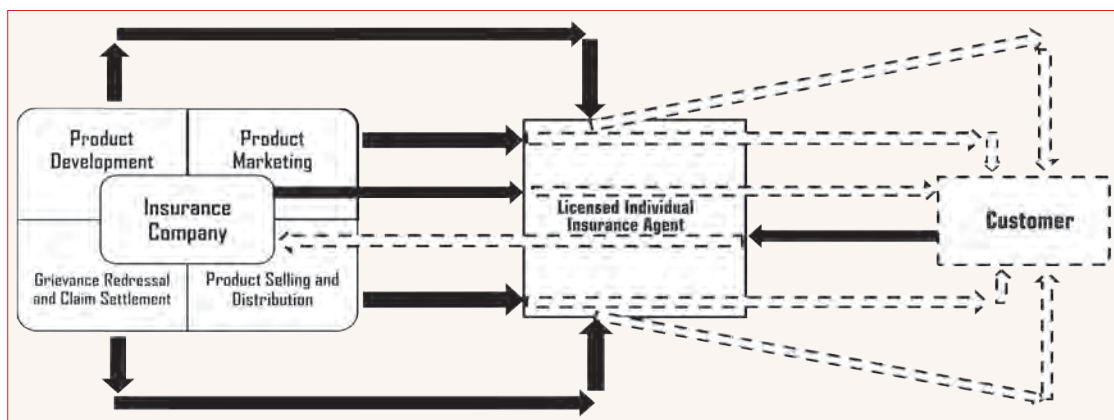 Product
Development
Product
Marketing
Insurance
Company
Grievance Redressal
and Claim Settlement
Product Selling and
Distribution
Licensed Individual
Insurance Agent
Customer